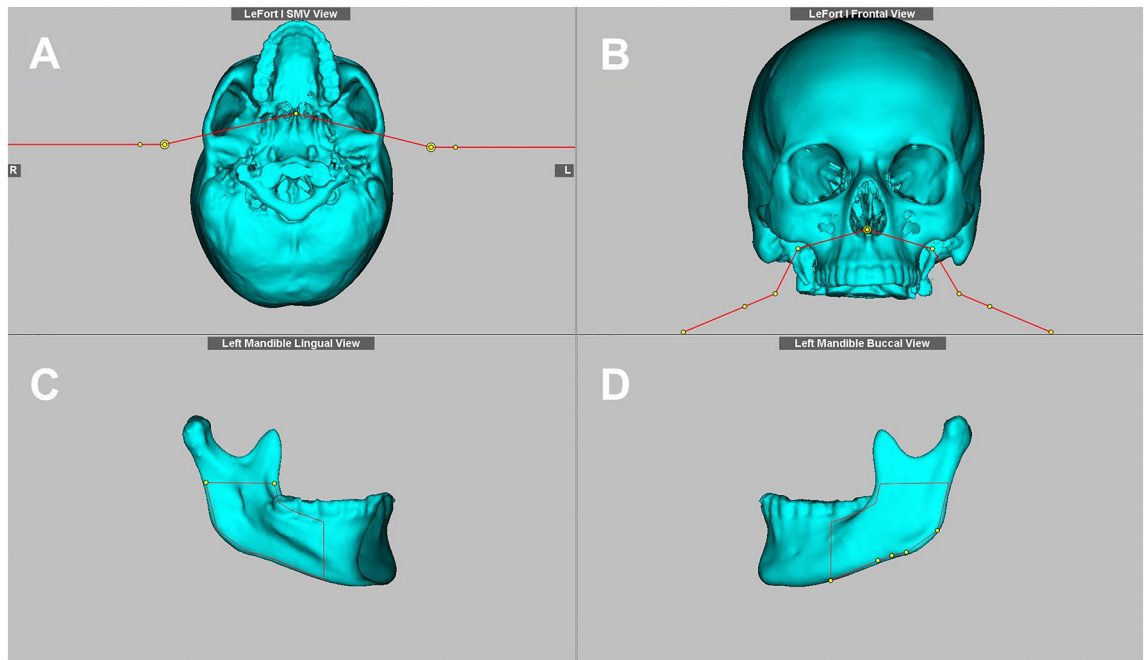 LeFort I SMV View
LeFort I Frontal View
A
B
R
L
Left Mandible Lingual View
Left Mandible Buccal View
C
D